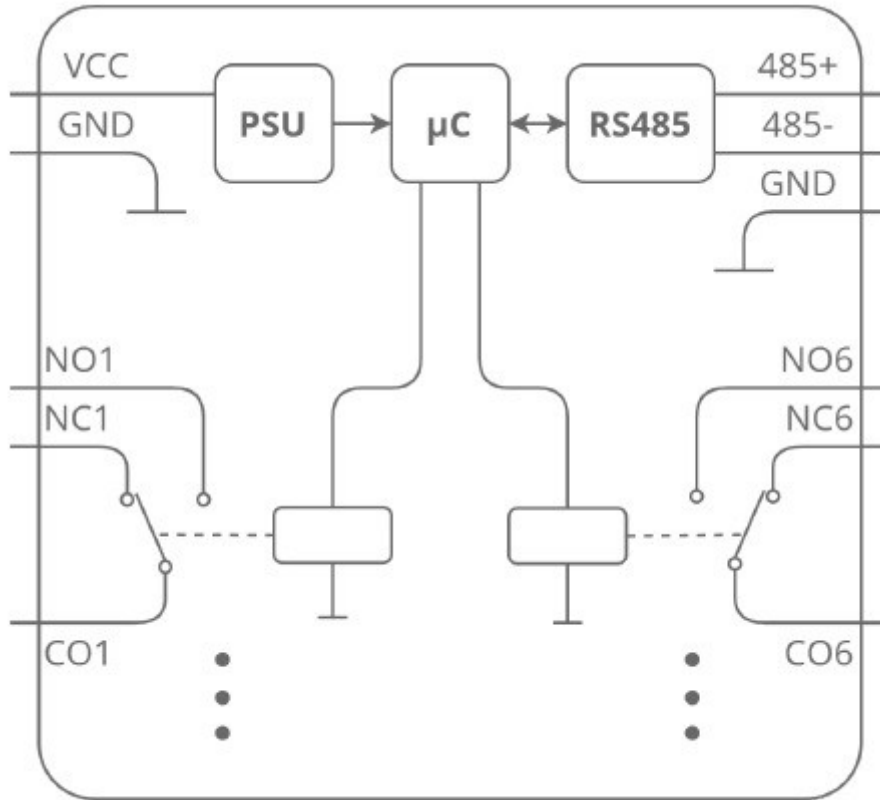 VCC
GND
PSU
µC
RS485
485+
485-
GND
NO1
NC1
CO1
NO6
NC6
CO6